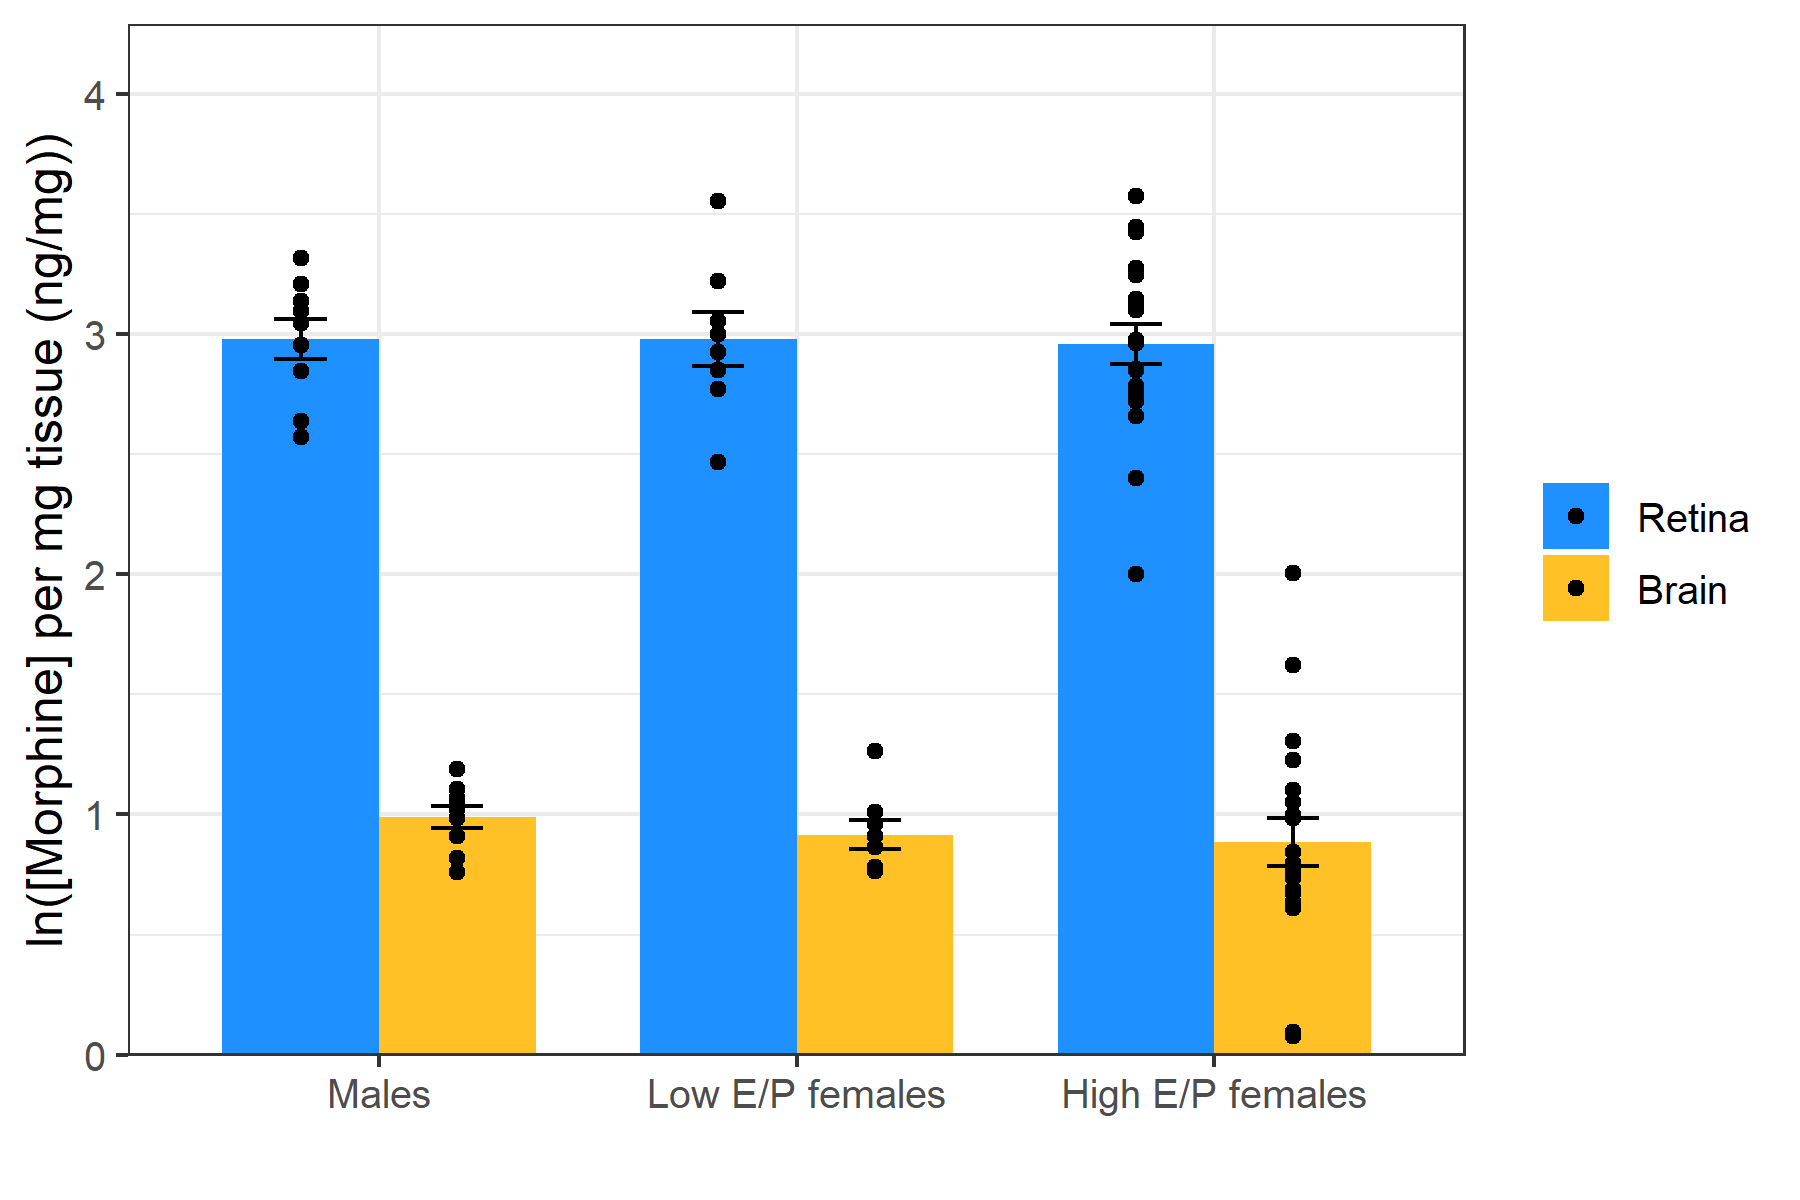 ln([Morphine] per mg tissue (ng/mg))
4
3
2
1
0
Males
Low E/P females
High E/P females
Retina
Brain